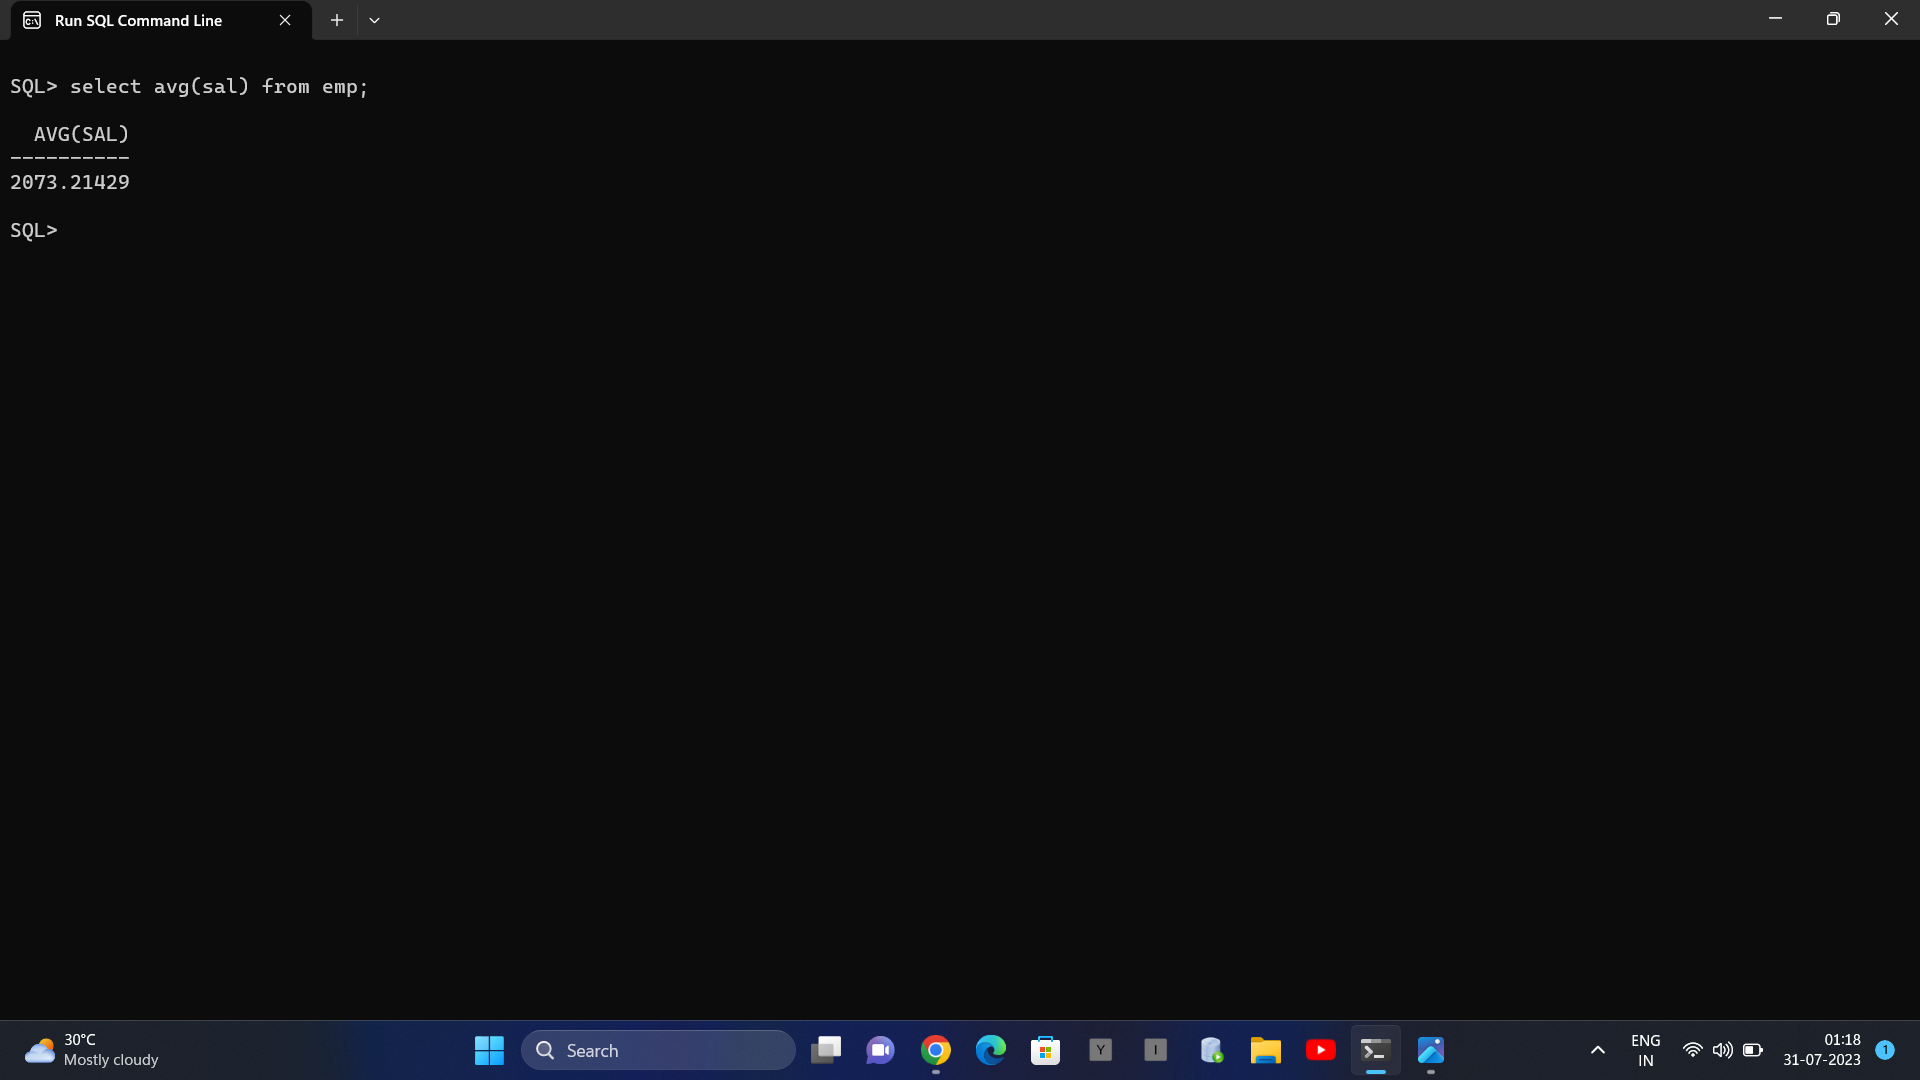 Run SQL Command Line
SQL> select avg(sal) from emp;
AVG(SAL)
----------
2073.21429
SQL>
30°C
Mostly cloudy
Search
Y
I
ENG
IN
01:18
31-07-2023
1